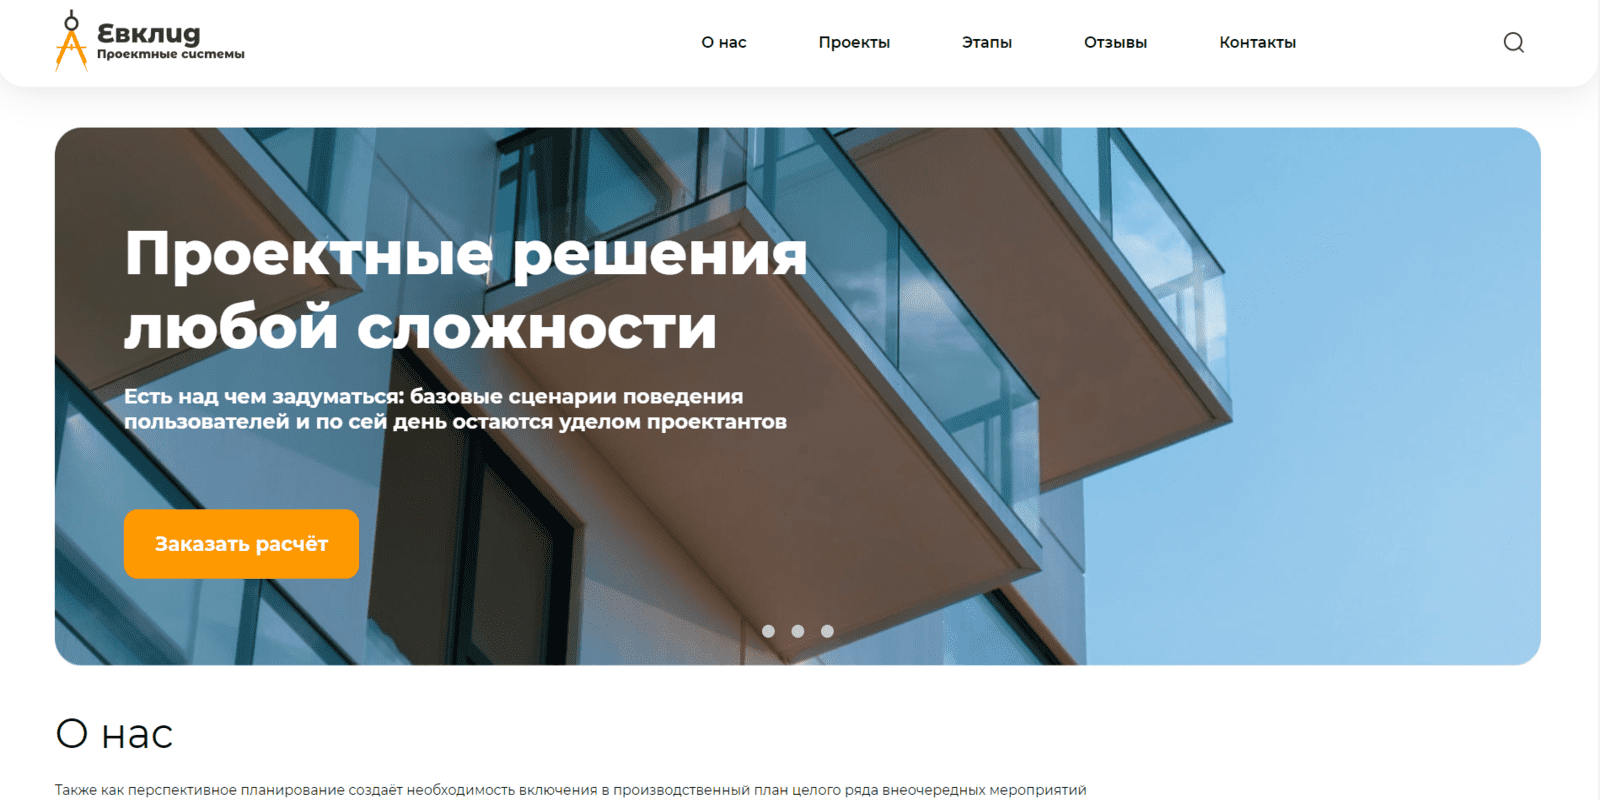 Евклид
Проектные системы
О нас
Проекты
Этапы
Отзывы
Контакты
Проектные решения
любой сложности
Есть над чем задуматься: базовые сценарии поведения
пользователей и по сей день остаются уделом проектантов
Заказать расчёт
О нас
Также как перспективное планирование создаёт необходимость включения в производственный план целого ряда внеочередных мероприятий